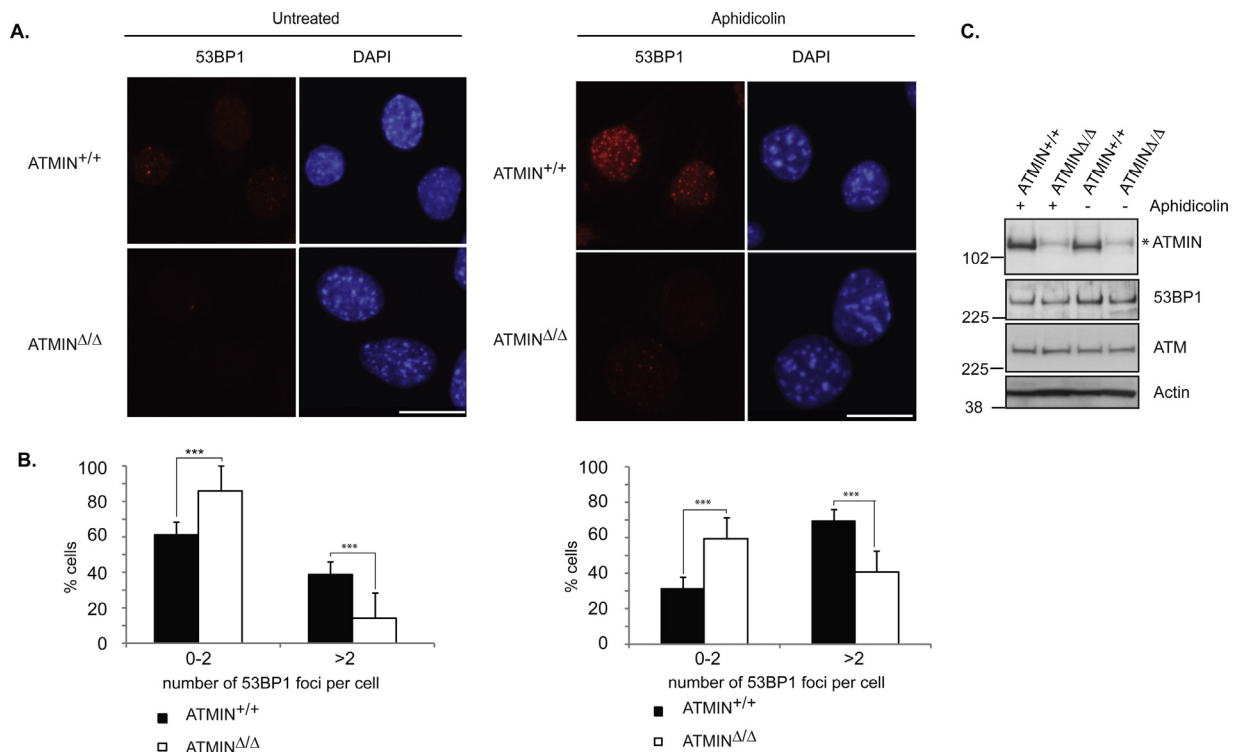 A.
Untreated
53BP1 DAPI
ATMIN+/+
ATMINΔ/Δ
Aphidicolin
53BP1 DAPI
ATMIN+/+
ATMINΔ/Δ
B.
% cells
100
80
60
40
20
0
*** ***
0-2 >2
number of 53BP1 foci per cell
ATMIN+/+
ATMINΔ/Δ
% cells
100
80
60
40
20
0
*** ***
0-2 >2
number of 53BP1 foci per cell
ATMIN+/+
ATMINΔ/Δ
C.
ATMIN+/+ ATMINΔ/Δ ATMIN+/+ ATMINΔ/Δ
+ + - - Aphidicolin
102 * ATMIN
225 53BP1
225 ATM
38 Actin